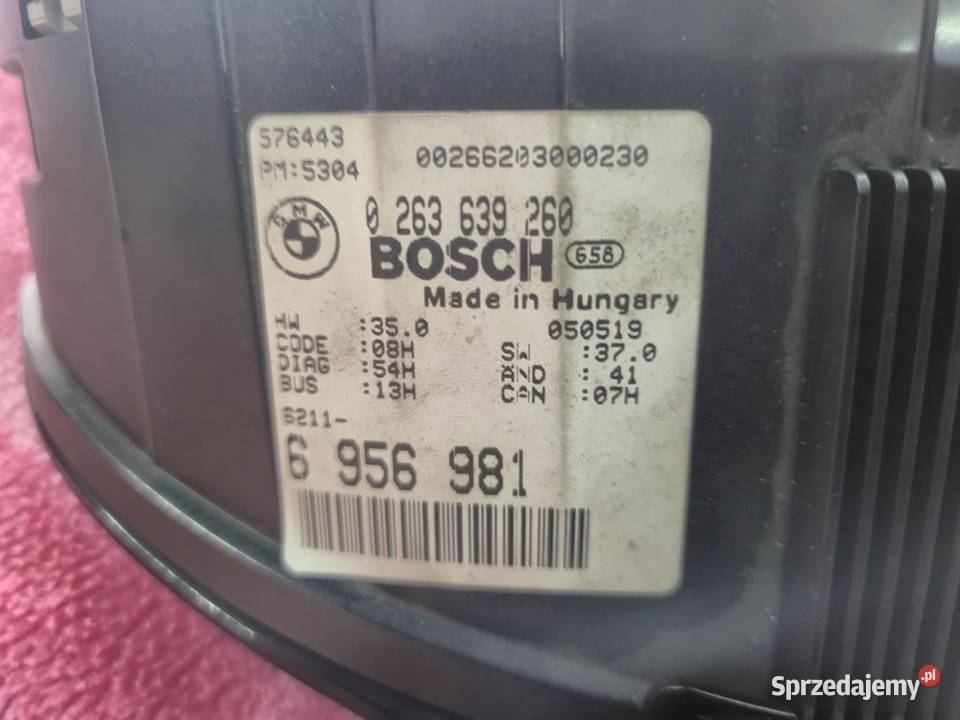 576443
PM:5304
00266203000230
BMW
0 263 639 260
BOSCH 658
Made in Hungary
HW :35.0 050519
CODE :08H SW :37.0
DIAG :54H AND : 41
BUS :13H CAN :07H
6211-
6 956 981
Sprzedajemy.pl